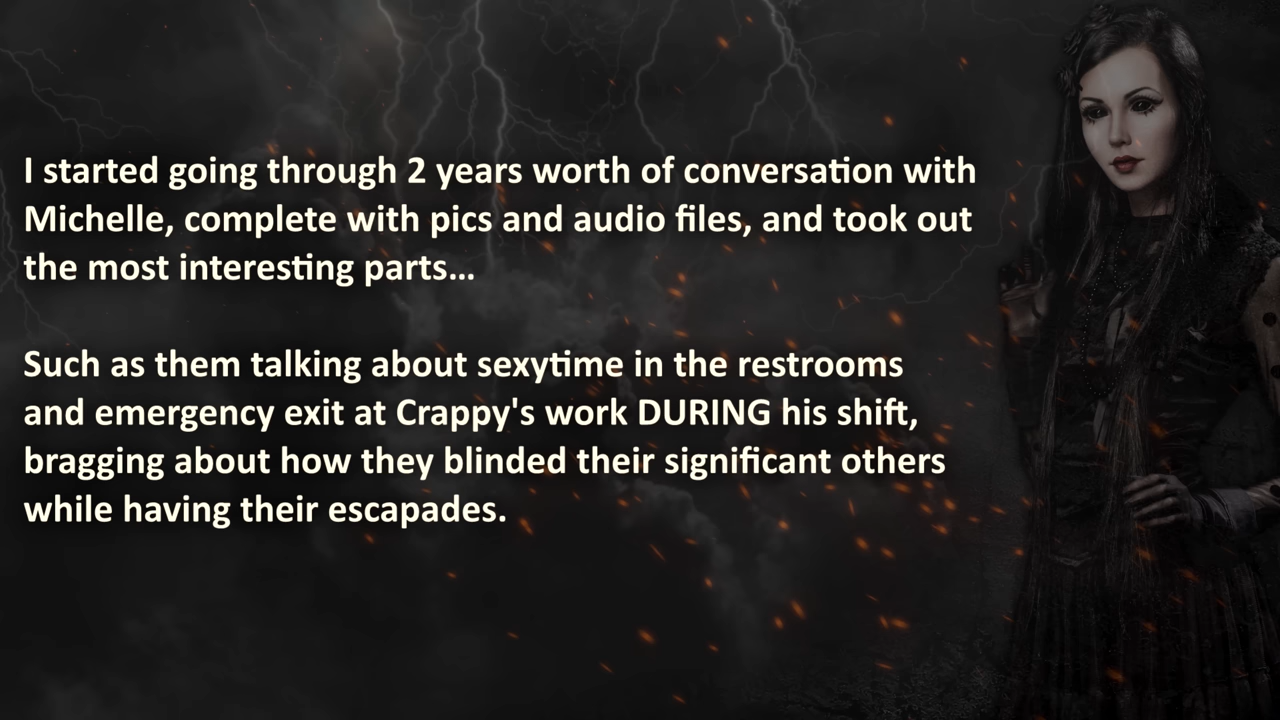 I started going through 2 years worth of conversation with
Michelle, complete with pics and audio files, and took out
the most interesting parts...
Such as them talking about sexytime in the restrooms
and emergency exit at Crappy's work DURING his shift,
bragging about how they blinded their significant others
while having their escapades.